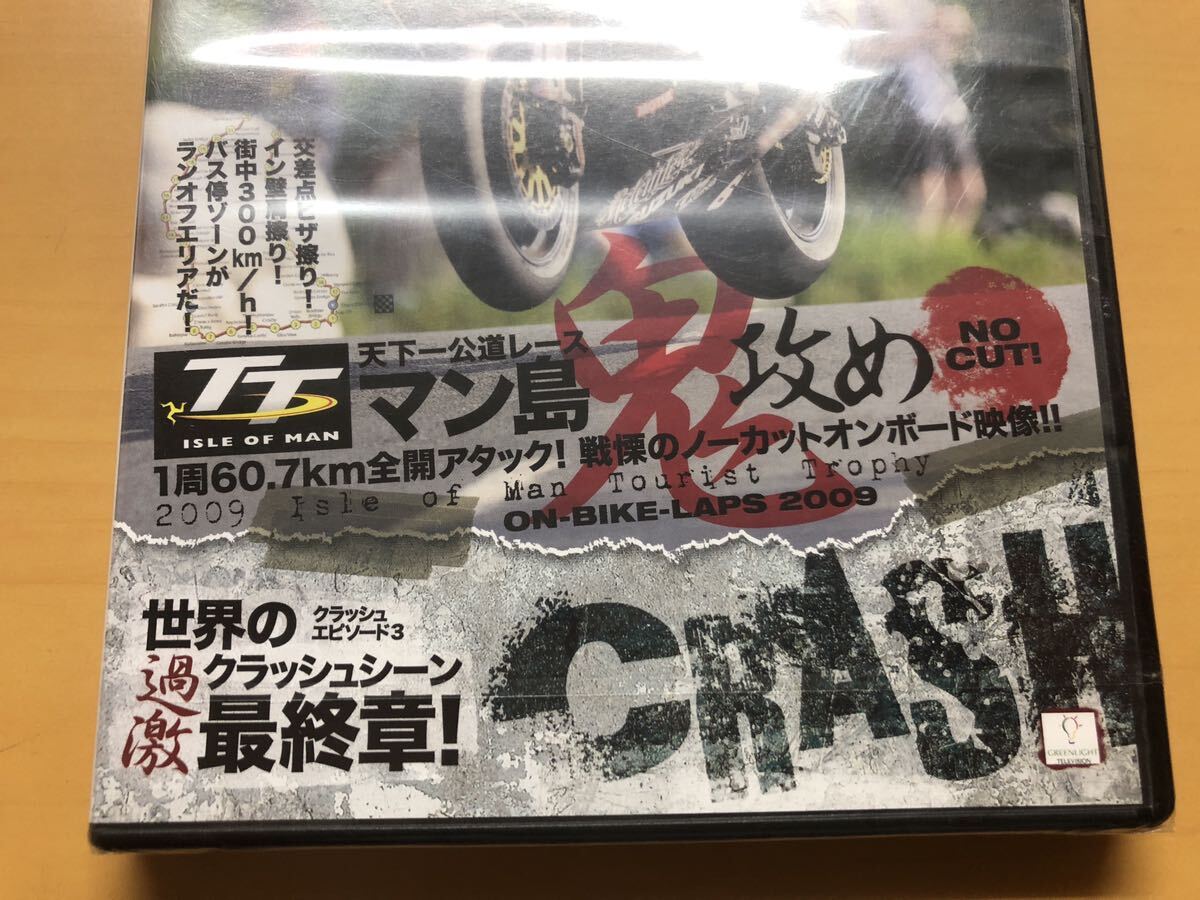 交差点ヒザ擦り!
イン壁肩擦り!
街中300km/h!
バス停ゾーンが
ランオフエリアだ!
TT
ISLE OF MAN
天下一公道レース
マン島
鬼
攻め
NO
CUT!
1周60.7km全開アタック! 戦慄のノーカットオンボード映像!!
2009 Isle of Man Tourist Trophy
ON-BIKE-LAPS 2009
世界の
クラッシュ
エピソード3
過激
クラッシュシーン
最終章!
CRASH
GREENLIGHT
TELEVISION